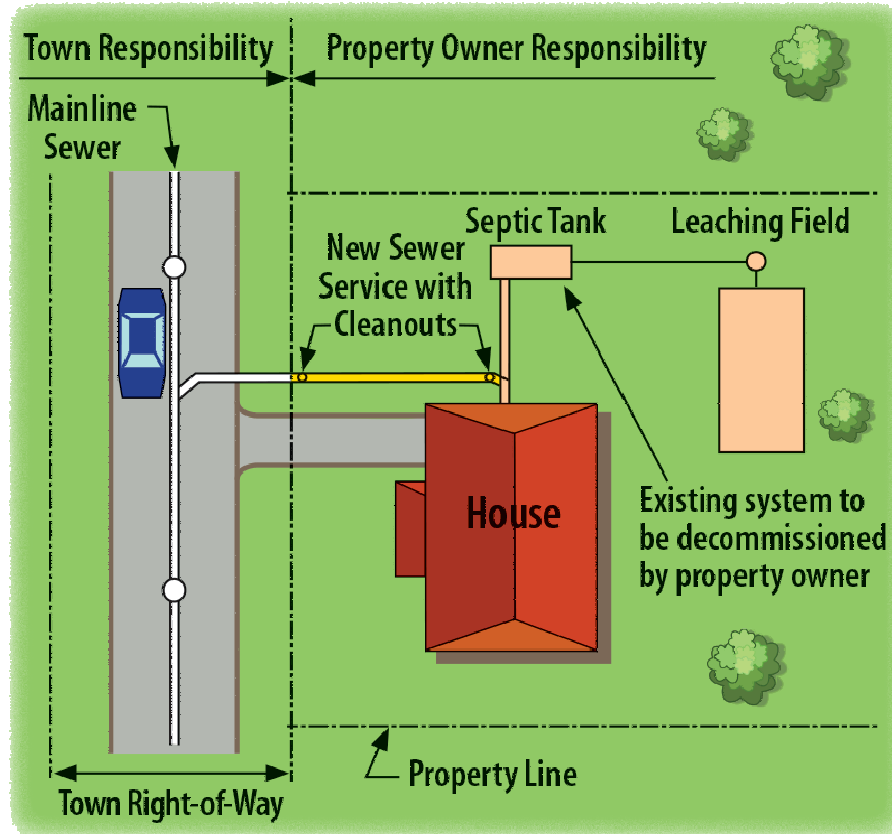 Town Responsibility
Property Owner Responsibility
Mainline
Sewer
Septic Tank
Leaching Field
New Sewer
Service with
Cleanouts
House
Existing system to
be decommissioned
by property owner
Property Line
Town Right-of-Way